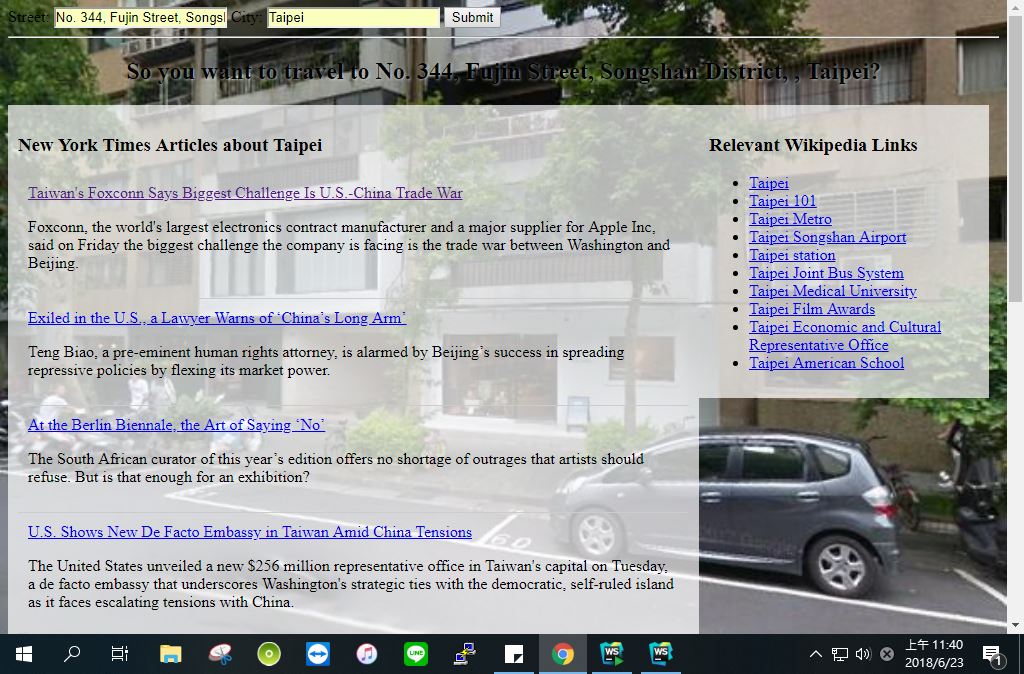 Street: No. 344, Fujin Street, Songsl City: Taipei Submit
So you want to travel to No. 344, Fujin Street, Songshan District, , Taipei?
New York Times Articles about Taipei
Taiwan's Foxconn Says Biggest Challenge Is U.S.-China Trade War
Foxconn, the world's largest electronics contract manufacturer and a major supplier for Apple Inc,
said on Friday the biggest challenge the company is facing is the trade war between Washington and
Beijing.
Exiled in the U.S., a Lawyer Warns of ‘China’s Long Arm’
Teng Biao, a pre-eminent human rights attorney, is alarmed by Beijing’s success in spreading
repressive policies by flexing its market power.
At the Berlin Biennale, the Art of Saying ‘No’
The South African curator of this year’s edition offers no shortage of outrages that artists should
refuse. But is that enough for an exhibition?
U.S. Shows New De Facto Embassy in Taiwan Amid China Tensions
The United States unveiled a new $256 million representative office in Taiwan's capital on Tuesday,
a de facto embassy that underscores Washington's strategic ties with the democratic, self-ruled island
as it faces escalating tensions with China.
Relevant Wikipedia Links
Taipei
Taipei 101
Taipei Metro
Taipei Songshan Airport
Taipei station
Taipei Joint Bus System
Taipei Medical University
Taipei Film Awards
Taipei Economic and Cultural
Representative Office
Taipei American School
60
LINE
WS
WS
上午 11:40
2018/6/23
1